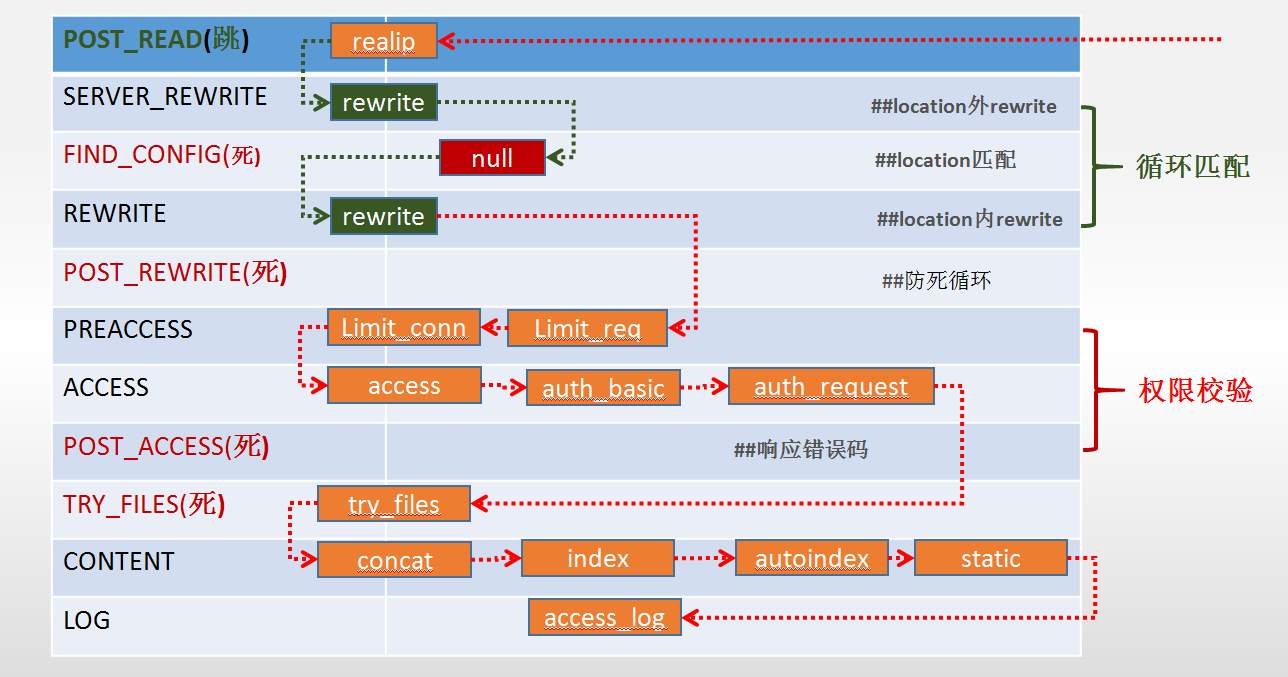 POST_READ(跳)
realip
SERVER_REWRITE
rewrite
##location外rewrite
FIND_CONFIG(死)
null
##location匹配
循环匹配
REWRITE
rewrite
##location内rewrite
POST_REWRITE(死)
##防死循环
PREACCESS
Limit_conn
Limit_req
ACCESS
access
auth_basic
auth_request
权限校验
POST_ACCESS(死)
##响应错误码
TRY_FILES(死)
try_files
CONTENT
concat
index
autoindex
static
LOG
access_log